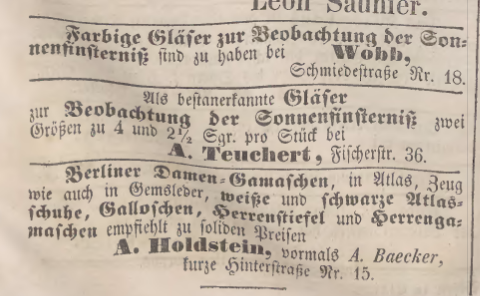 Léon Saunier.
Farbige Gläser zur Beobachtung der Son-
nenfinsterniß sind zu haben bei Wobb,
Schmiedestraße Nr. 18.
Als bestanerkannte Gläser
zur Beobachtung der Sonnenfinsterniß zwei
Größen zu 4 und 2½ Sgr. pro Stück bei
A. Teuchert, Fischerstr. 36.
Berliner Damen-Gamaschen, in Atlas, Zeug
wie auch in Gemsleder, weiße und schwarze Atlas-
schuhe, Galloschen, Herrenstiefel und Herrenga-
maschen empfiehlt zu soliden Preisen
A. Holdstein, vormals A. Baecker,
kurze Hinterstraße Nr. 15.